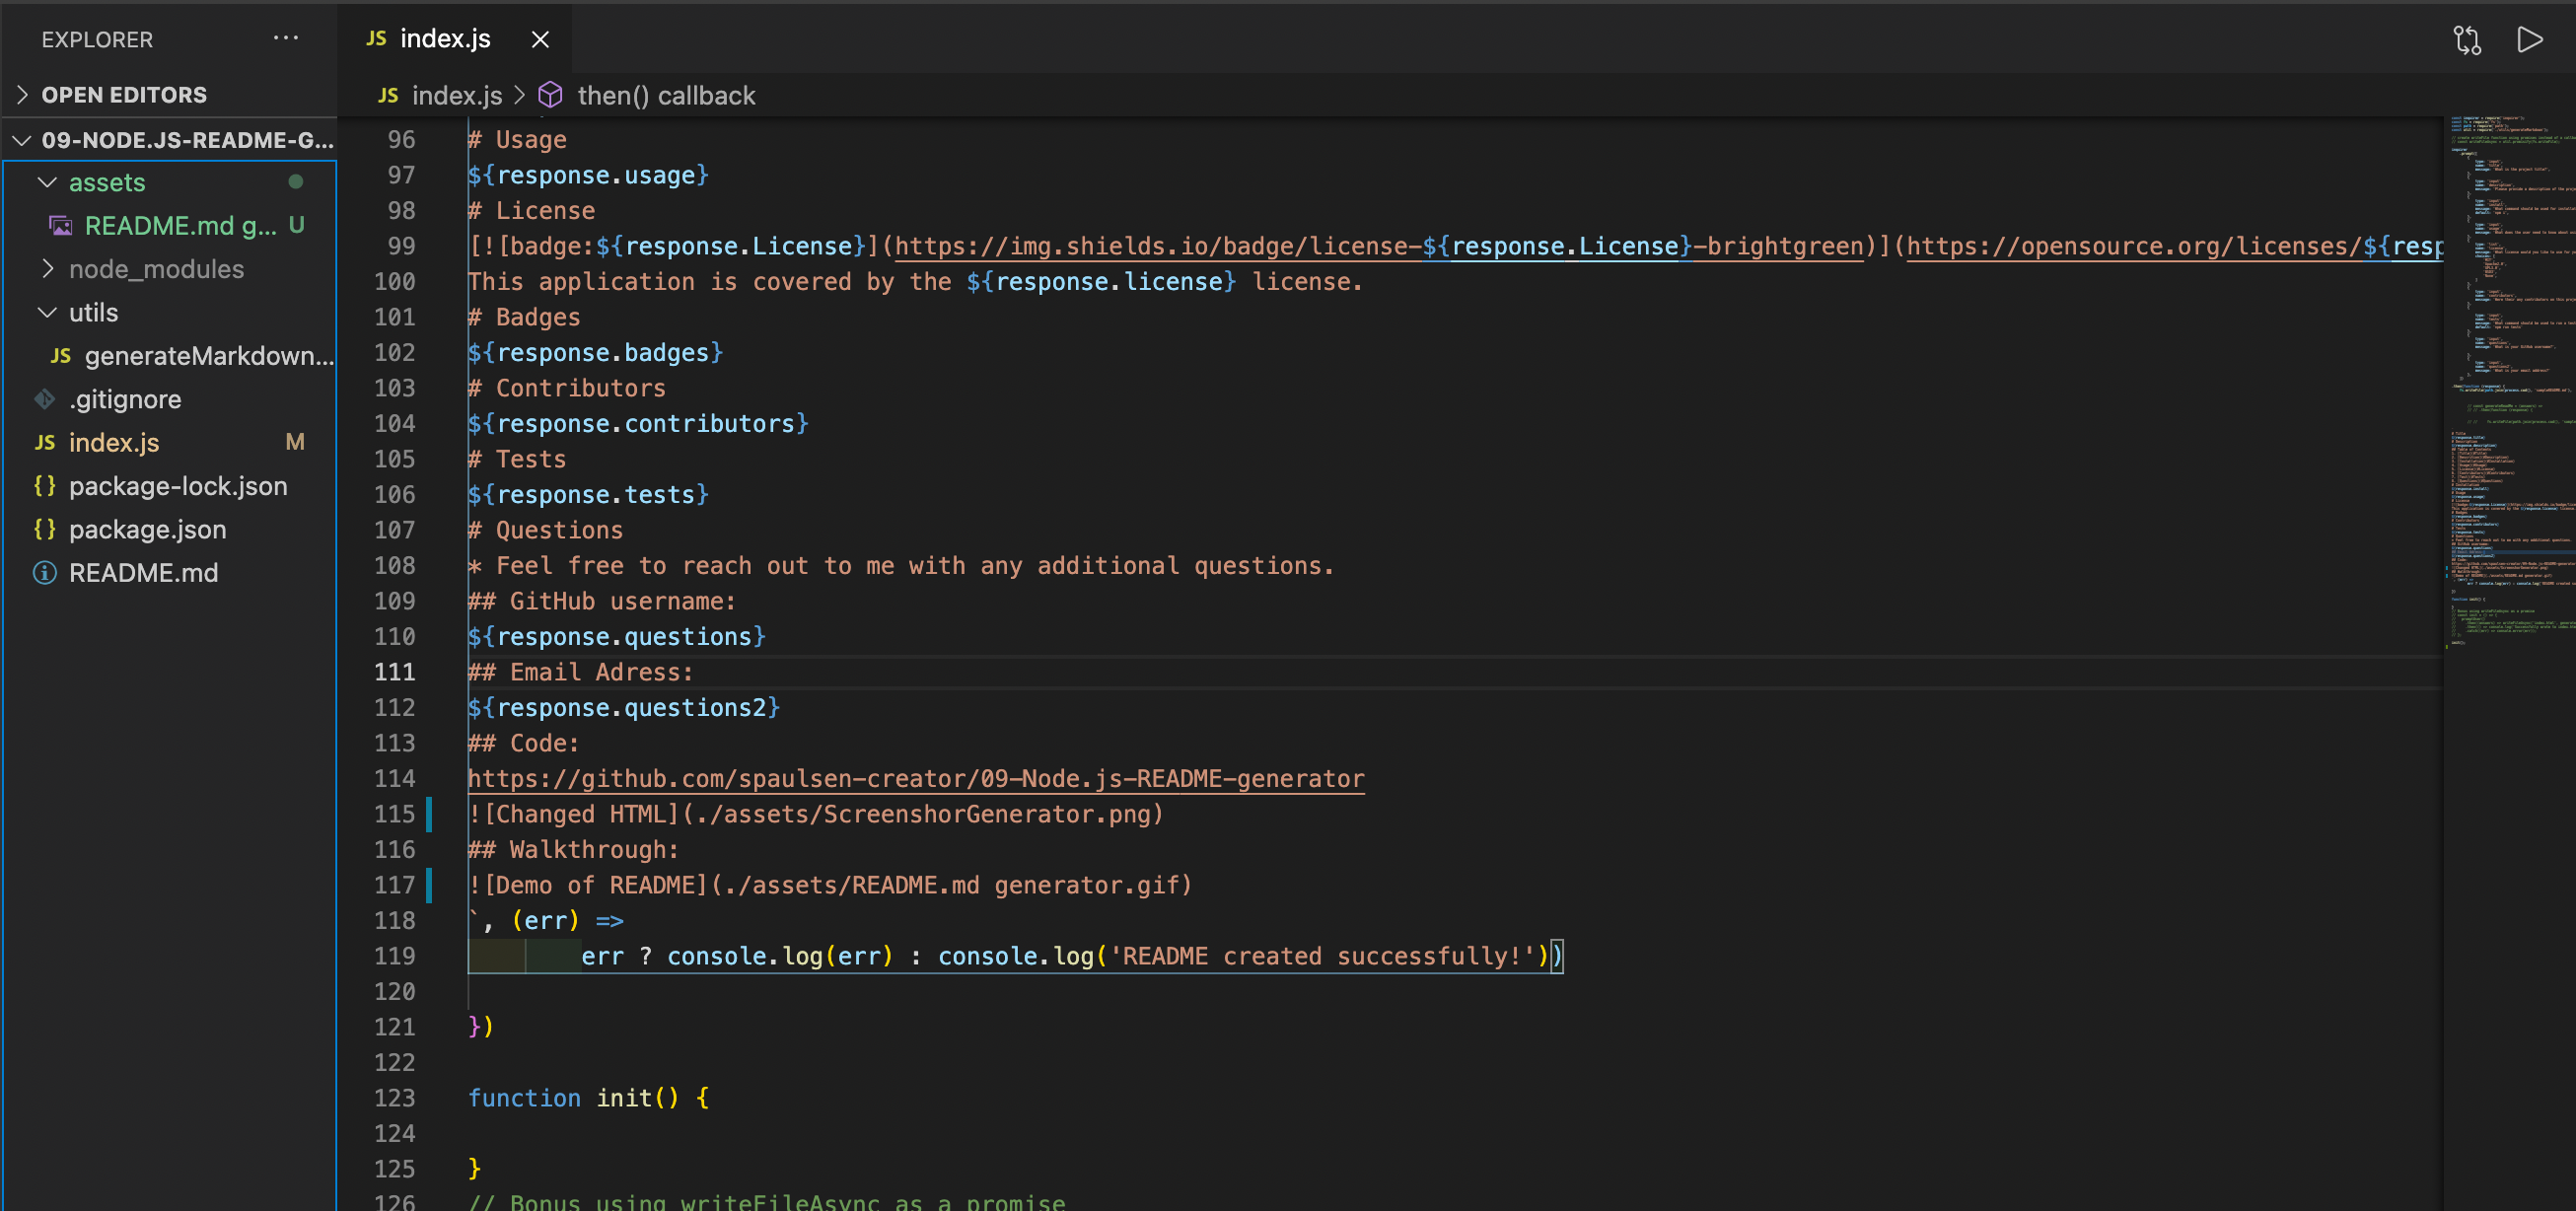 EXPLORER ...
OPEN EDITORS
09-NODE.JS-README-G...
assets
README.md g... U
node_modules
utils
JS generateMarkdown...
.gitignore
JS index.js M
{} package-lock.json
{} package.json
README.md
JS index.js
JS index.js > then() callback
96 # Usage
97 ${response.usage}
98 # License
99 [![badge:${response.License}](https://img.shields.io/badge/license-${response.License}-brightgreen)](https://opensource.org/licenses/${resp
100 This application is covered by the ${response.license} license.
101 # Badges
102 ${response.badges}
103 # Contributors
104 ${response.contributors}
105 # Tests
106 ${response.tests}
107 # Questions
108 * Feel free to reach out to me with any additional questions.
109 ## GitHub username:
110 ${response.questions}
111 ## Email Adress:
112 ${response.questions2}
113 ## Code:
114 https://github.com/spaulsen-creator/09-Node.js-README-generator
115 ![Changed HTML](./assets/ScreenshorGenerator.png)
116 ## Walkthrough:
117 ![Demo of README](./assets/README.md generator.gif)
118 `, (err) =>
119 err ? console.log(err) : console.log('README created successfully!'))
120
121 })
122
123 function init() {
124
125 }
126 // Bonus using writeFileAsync as a promise